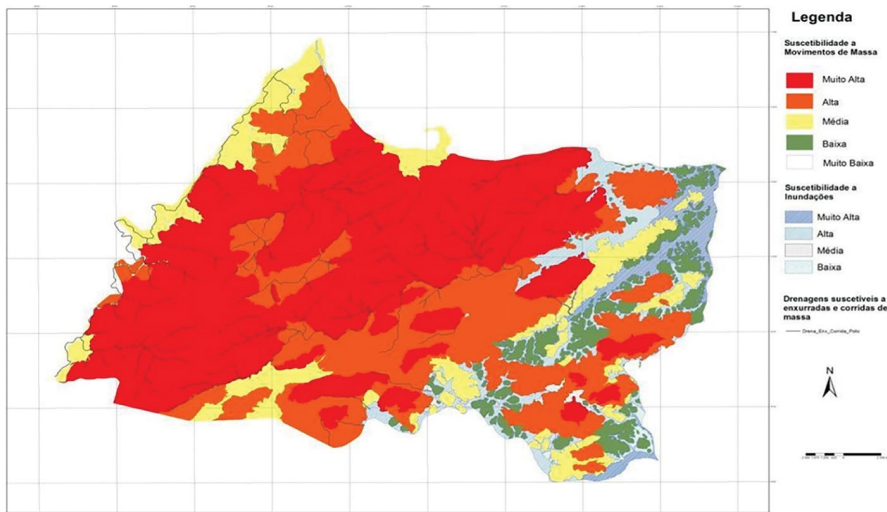 Legenda
Suscetibilidade a
Movimentos de Massa
Muito Alta
Alta
Média
Baixa
Muito Baixa
Suscetibilidade a
Inundações
Muito Alta
Alta
Média
Baixa
Drenagens suscetíveis a
enxurradas e corridas de
massa
N